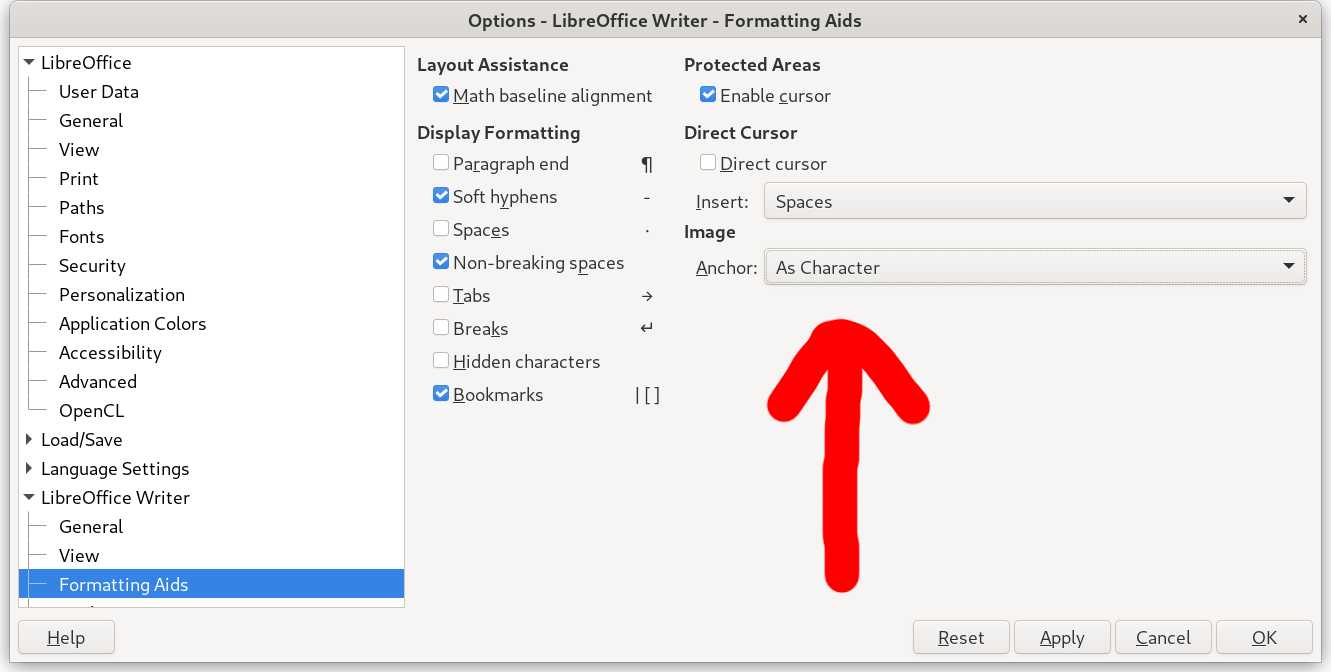 Options - LibreOffice Writer - Formatting Aids
×
LibreOffice
User Data
General
View
Print
Paths
Fonts
Security
Personalization
Application Colors
Accessibility
Advanced
OpenCL
Load/Save
Language Settings
LibreOffice Writer
General
View
Formatting Aids
Layout Assistance
Math baseline alignment
Display Formatting
Paragraph end ¶
Soft hyphens -
Spaces ·
Non-breaking spaces
Tabs →
Breaks ↵
Hidden characters
Bookmarks |[]
Protected Areas
Enable cursor
Direct Cursor
Direct cursor
Insert: Spaces
Image
Anchor: As Character
Help
Reset
Apply
Cancel
OK